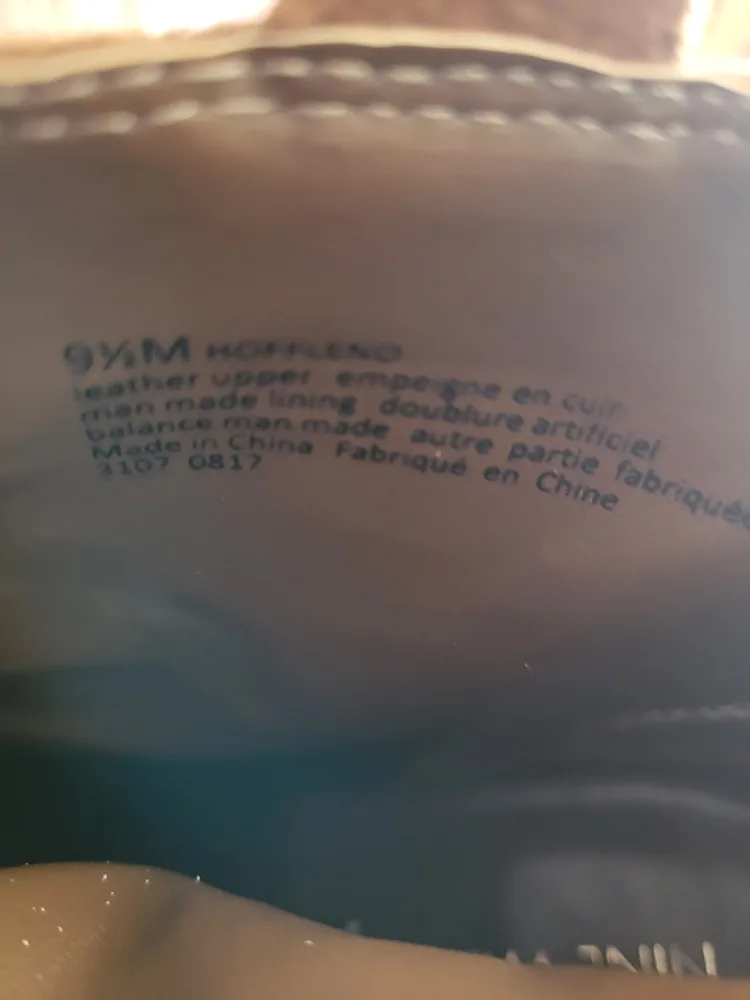 9½M HOFFLEND
leather upper empeigne en cuir
man made lining doublure artificiel
balance man made autre partie fabriquée
Made in China Fabriqué en Chine
3107 0817
NINE W